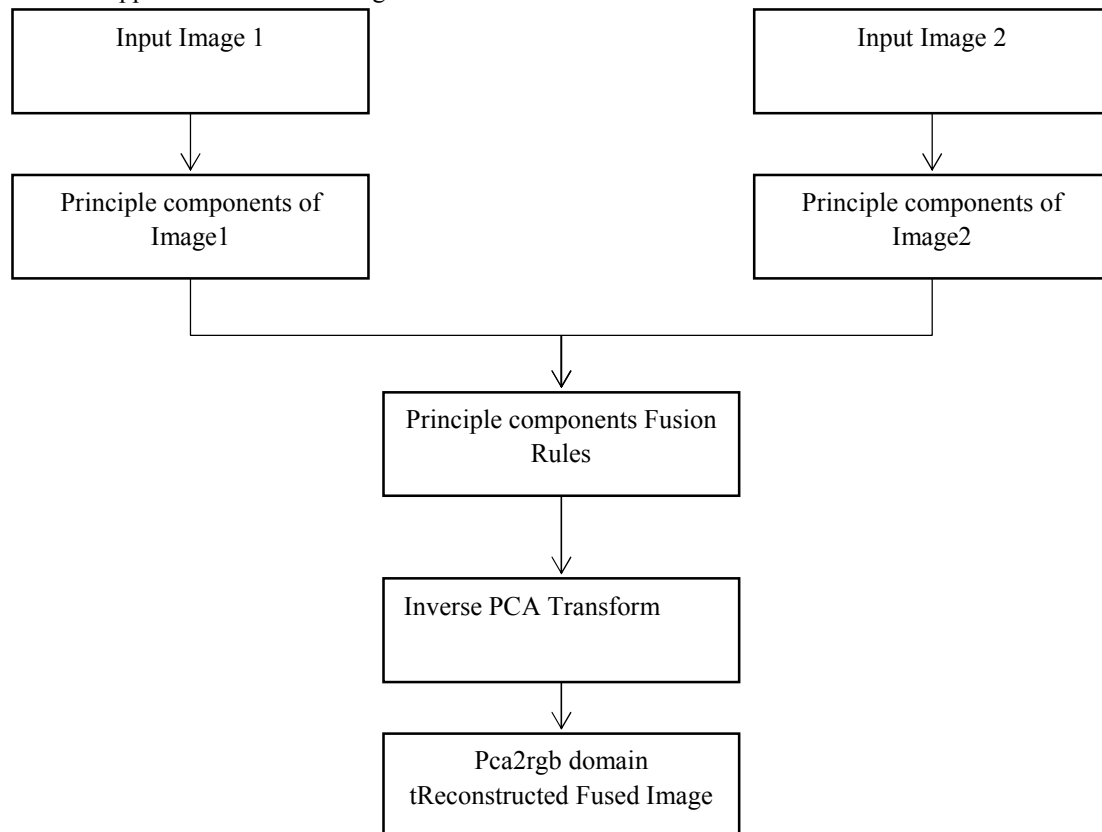 Input Image 1
Input Image 2
Principle components of
Image1
Principle components of
Image2
Principle components Fusion
Rules
Inverse PCA Transform
Pca2rgb domain
tReconstructed Fused Image